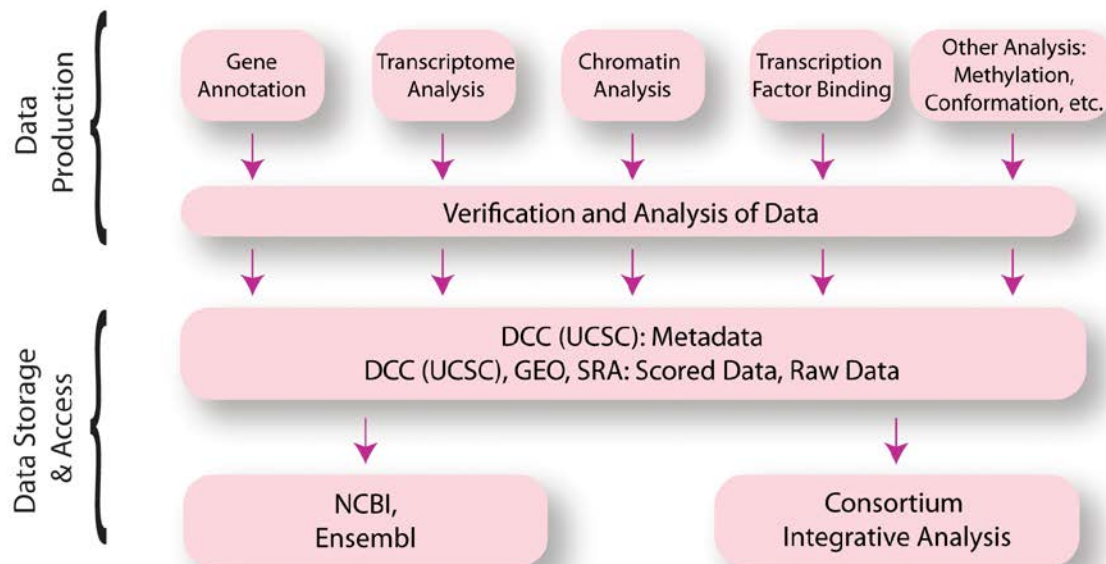 Data
Production
Gene
Annotation
Transcriptome
Analysis
Chromatin
Analysis
Transcription
Factor Binding
Other Analysis:
Methylation,
Conformation, etc.
Verification and Analysis of Data
Data Storage
& Access
DCC (UCSC): Metadata
DCC (UCSC), GEO, SRA: Scored Data, Raw Data
NCBI,
Ensembl
Consortium
Integrative Analysis